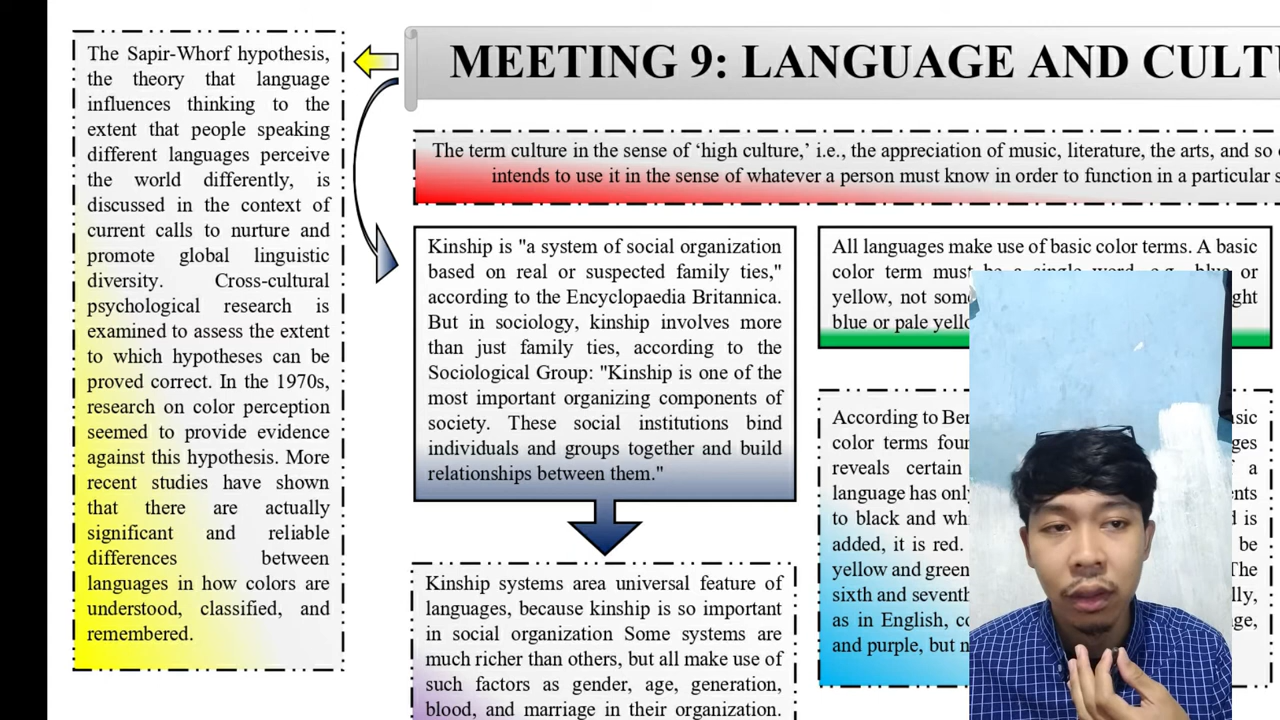 MEETING 9: LANGUAGE AND
The Sapir-Whorf hypothesis,
the theory that language
influences thinking to the
extent that people speaking
different languages perceive
the world differently, is
discussed in the context of
current calls to nurture and
promote global linguistic
diversity. Cross-cultural
psychological research is
examined to assess the extent
to which hypotheses can be
proved correct. In the 1970s,
research on color perception
seemed to provide evidence
against this hypothesis. More
recent studies have shown
that there are actually
significant and reliable
differences between
languages in how colors are
understood, classified, and
remembered.
The term culture in the sense of ‘high culture,’ i.e., the appreciation of music, literature, the arts, and so
intends to use it in the sense of whatever a person must know in order to function in a particular
Kinship is "a system of social organization
based on real or suspected family ties,"
according to the Encyclopaedia Britannica.
But in sociology, kinship involves more
than just family ties, according to the
Sociological Group: "Kinship is one of the
most important organizing components of
society. These social institutions bind
individuals and groups together and build
relationships between them."
Kinship systems area universal feature of
languages, because kinship is so important
in social organization Some systems are
much richer than others, but all make use of
such factors as gender, age, generation,
blood, and marriage in their organization.
All languages make use of basic color terms. A basic
color term must be a single word, e.g., blue or
yellow, not
blue or pale
According to
color terms
reveals certain a
language has
to black and is
added, it is red. be
yellow and green The
sixth and
as in English,
and purple, but